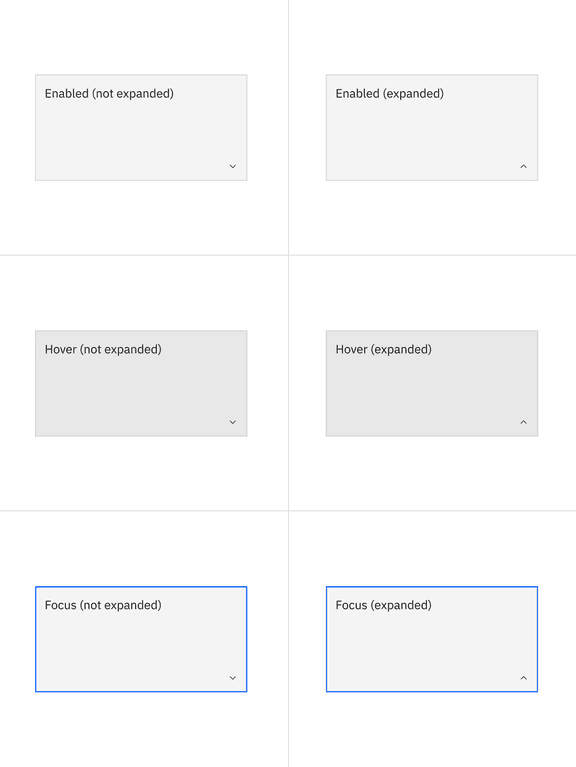 Enabled (not expanded)
Enabled (expanded)
Hover (not expanded)
Hover (expanded)
Focus (not expanded)
Focus (expanded)